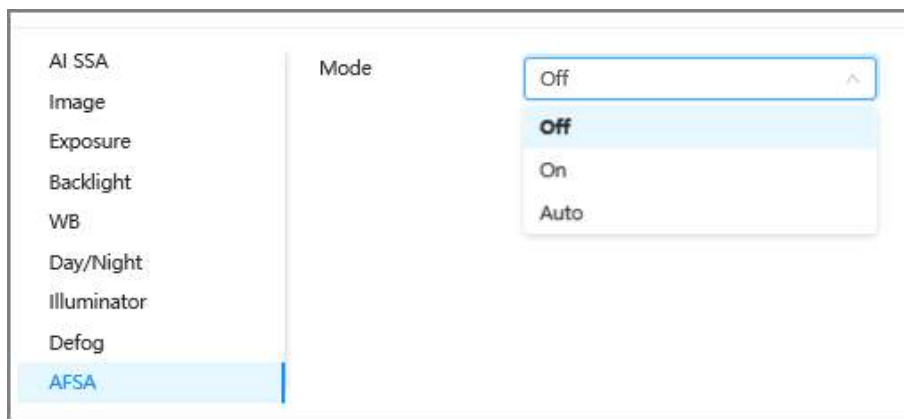 AI SSA
Image
Exposure
Backlight
WB
Day/Night
Illuminator
Defog
AFSA
Mode
Off
Off
On
Auto